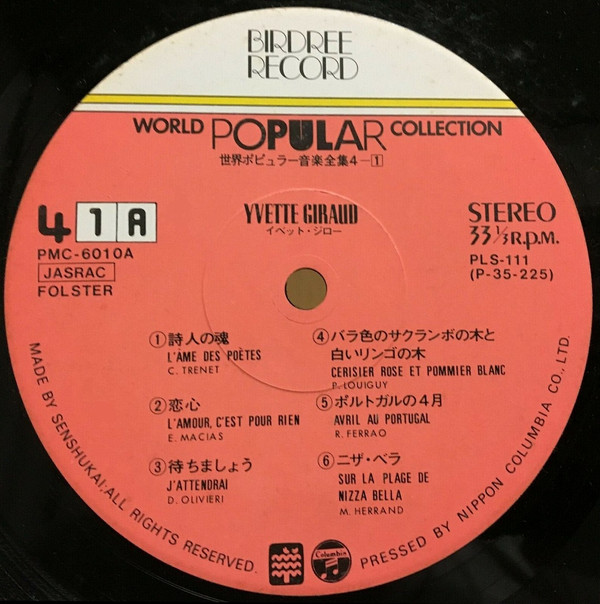 BIRDREE
RECORD
WORLD POPULAR COLLECTION
世界ポピュラー音楽全集4—1
4 1 A
PMC-6010A
JASRAC
FOLSTER
YVETTE GIRAUD
イベット・ジロー
STEREO
33 1/3 R.P.M.
PLS-111
(P-35-225)
①詩人の魂
L'ÂME DES POÈTES
C. TRENET
②恋心
L'AMOUR, C'EST POUR RIEN
E. MACIAS
③待ちましょう
J'ATTENDRAI
D. OLIVIERI
④バラ色のサクランボの木と
白いリンゴの木
CERISIER ROSE ET POMMIER BLANC
P. LOUIGUY
⑤ポルトガルの4月
AVRIL AU PORTUGAL
R. FERRAO
⑥ニザ・ベラ
SUR LA PLAGE DE
NIZZA BELLA
M. HERRAND
MADE BY SENSHUKAI: ALL RIGHTS RESERVED.
Columbia
PRESSED BY NIPPON COLUMBIA CO., LTD.